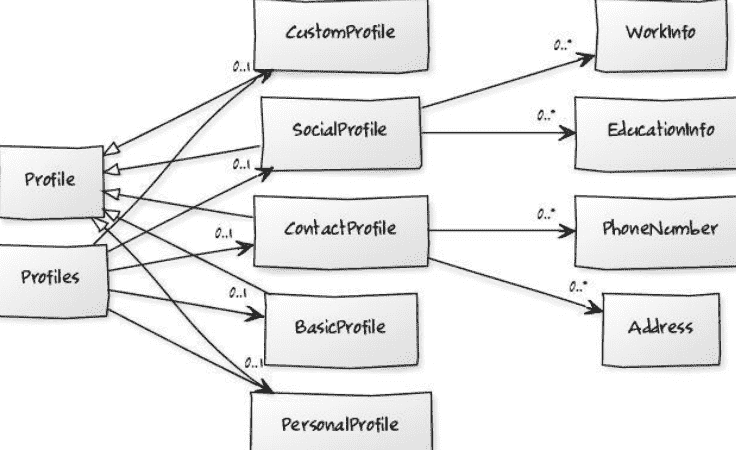 CustomProfile
WorkInfo
0..1
0..*
SocialProfile
EducationInfo
0..*
Profile
0..1
ContactProfile
PhoneNumber
0..*
0..1
Profiles
0..1
0..*
BasicProfile
Address
0..1
PersonalProfile